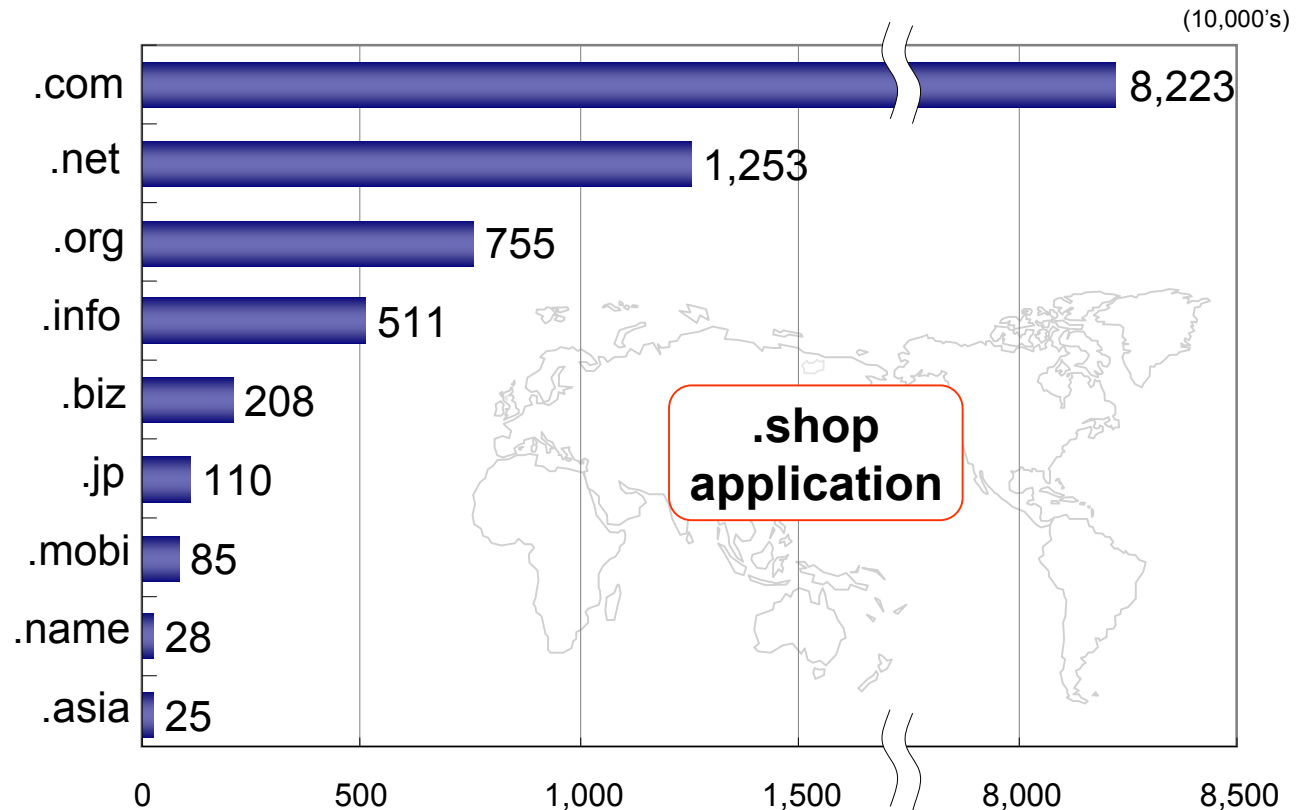 (10,000's)
.com
8,223
.net
1,253
.org
755
.info
511
.biz
208
.jp
110
.mobi
85
.name
28
.asia
25
.shop
application
0 500 1,000 1,500 8,000 8,500